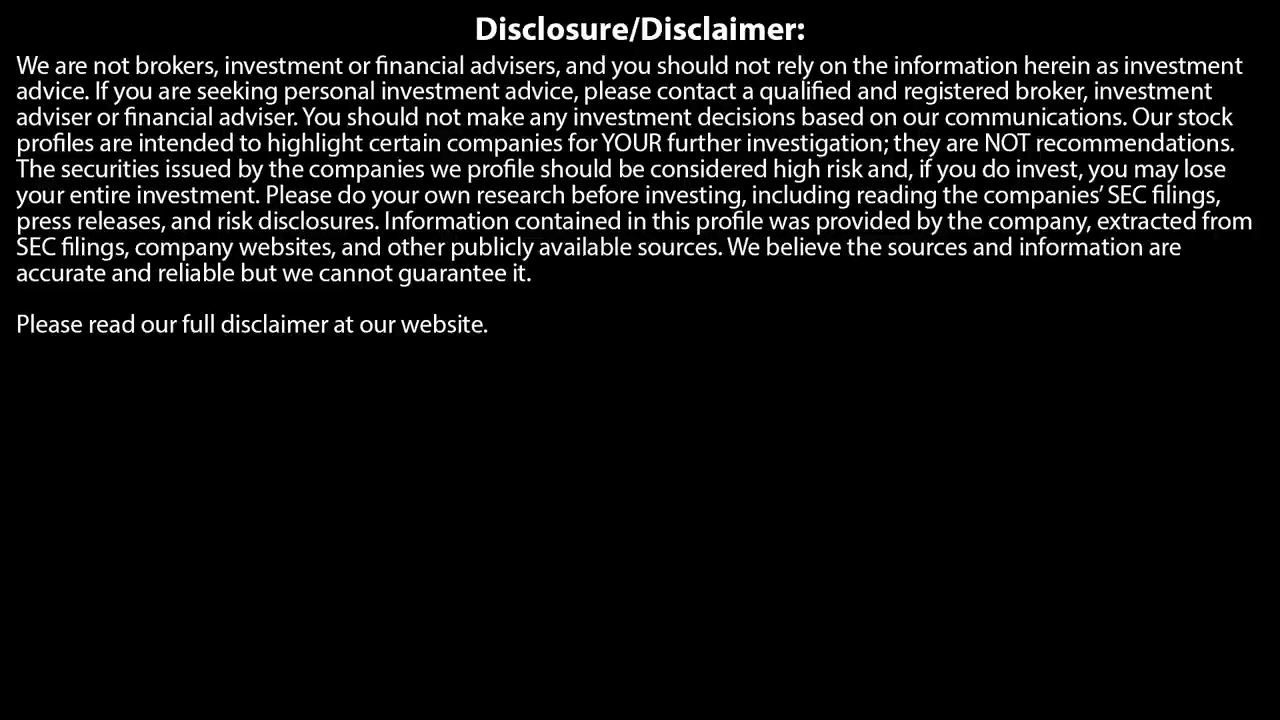 Disclosure/Disclaimer:
We are not brokers, investment or financial advisers, and you should not rely on the information herein as investment
advice. If you are seeking personal investment advice, please contact a qualified and registered broker, investment
adviser or financial adviser. You should not make any investment decisions based on our communications. Our stock
profiles are intended to highlight certain companies for YOUR further investigation; they are NOT recommendations.
The securities issued by the companies we profile should be considered high risk and, if you do invest, you may lose
your entire investment. Please do your own research before investing, including reading the companies’ SEC filings,
press releases, and risk disclosures. Information contained in this profile was provided by the company, extracted from
SEC filings, company websites, and other publicly available sources. We believe the sources and information are
accurate and reliable but we cannot guarantee it.
Please read our full disclaimer at our website.